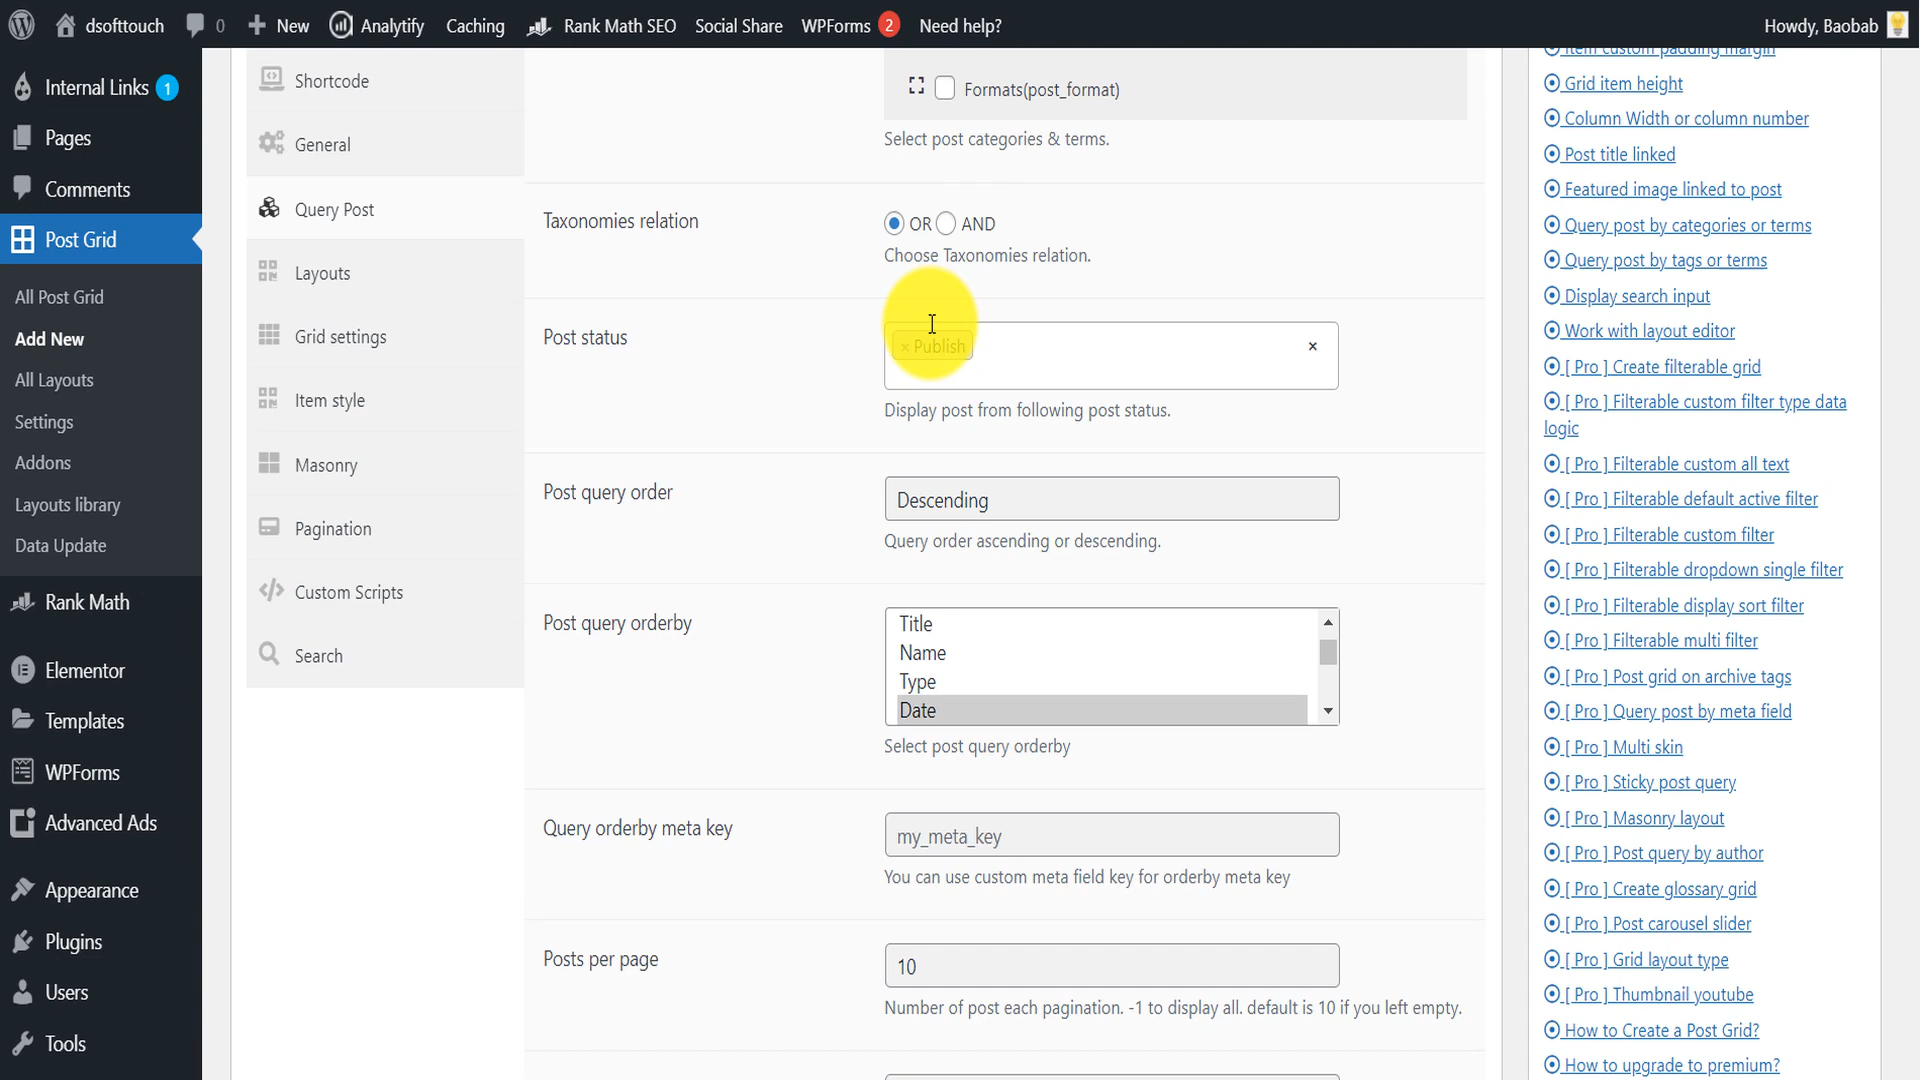 dsofttouch 0 New Analytify Caching Rank Math SEO Social Share WPForms 2 Need help? Howdy, Baobab
Internal Links 1
Pages
Comments
Post Grid
All Post Grid
Add New
All Layouts
Settings
Addons
Layouts library
Data Update
Rank Math
Elementor
Templates
WPForms
Advanced Ads
Appearance
Plugins
Users
Tools
Shortcode
General
Query Post
Layouts
Grid settings
Item style
Masonry
Pagination
Custom Scripts
Search
Formats(post_format)
Select post categories & terms.
Taxonomies relation
OR AND
Choose Taxonomies relation.
Post status
× Publish ×
Display post from following post status.
Post query order
Descending
Query order ascending or descending.
Post query orderby
Title
Name
Type
Date
Select post query orderby
Query orderby meta key
my_meta_key
You can use custom meta field key for orderby meta key
Posts per page
10
Number of post each pagination. -1 to display all. default is 10 if you left empty.
Item custom padding margin
Grid item height
Column Width or column number
Post title linked
Featured image linked to post
Query post by categories or terms
Query post by tags or terms
Display search input
Work with layout editor
[ Pro ] Create filterable grid
[ Pro ] Filterable custom filter type data
logic
[ Pro ] Filterable custom all text
[ Pro ] Filterable default active filter
[ Pro ] Filterable custom filter
[ Pro ] Filterable dropdown single filter
[ Pro ] Filterable display sort filter
[ Pro ] Filterable multi filter
[ Pro ] Post grid on archive tags
[ Pro ] Query post by meta field
[ Pro ] Multi skin
[ Pro ] Sticky post query
[ Pro ] Masonry layout
[ Pro ] Post query by author
[ Pro ] Create glossary grid
[ Pro ] Post carousel slider
[ Pro ] Grid layout type
[ Pro ] Thumbnail youtube
How to Create a Post Grid?
How to upgrade to premium?